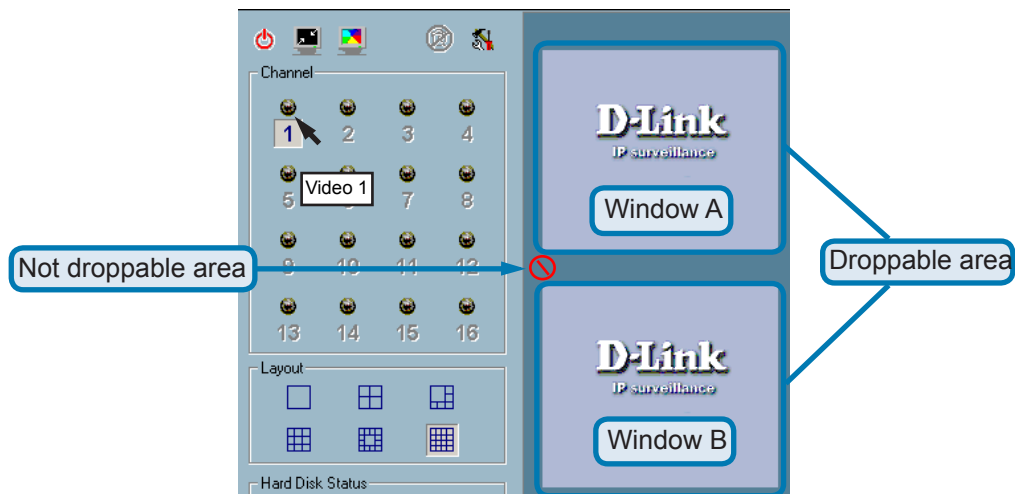 Channel
1
2
3
4
Video 1
5
7
8
9
10
11
12
13
14
15
16
Layout
Hard Disk Status
D-Link
IP surveillance
Window A
Not droppable area
Droppable area
D-Link
IP surveillance
Window B